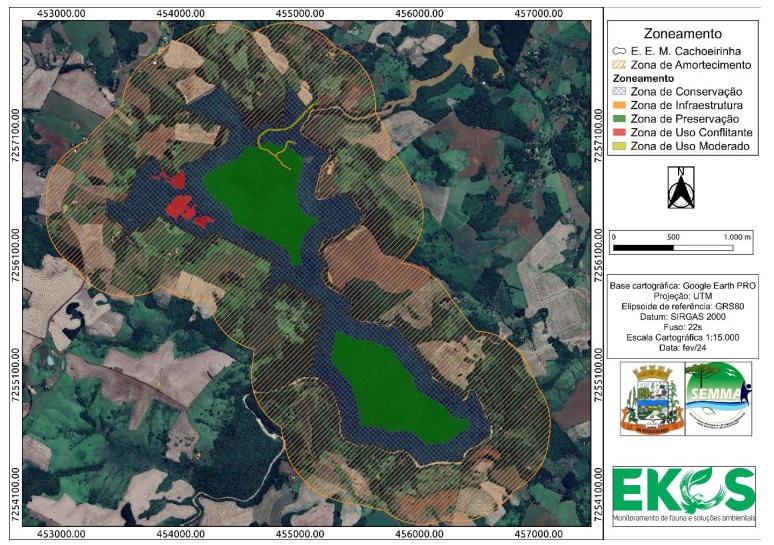 453000.00 454000.00 455000.00 456000.00 457000.00
7257100.00
7256100.00
7255100.00
7254100.00
7257100.00
7256100.00
7255100.00
7254100.00
453000.00 454000.00 455000.00 456000.00 457000.00
Zoneamento
E. E. M. Cachoeirinha
Zona de Amortecimento
Zoneamento
Zona de Conservação
Zona de Infraestrutura
Zona de Preservação
Zona de Uso Conflitante
Zona de Uso Moderado
N
0 500 1.000 m
Base cartográfica: Google Earth PRO
Projeção: UTM
Elipsoide de referência: GRS80
Datum: SIRGAS 2000
Fuso: 22s
Escala Cartográfica 1:15.000
Data: fev/24
SEMMA
EKOS
Monitoramento de fauna e soluções ambientais